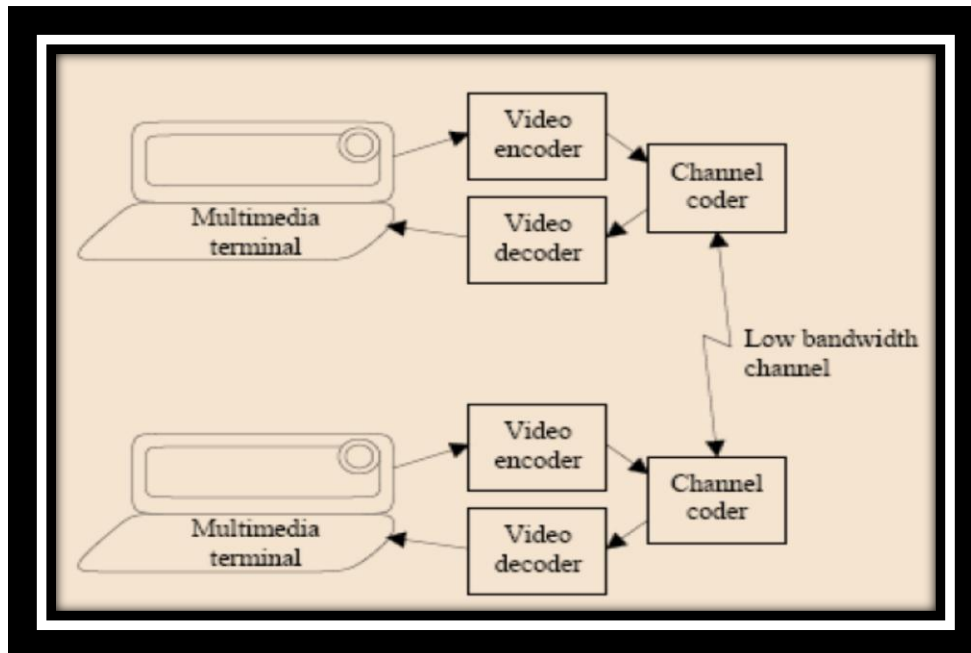 Video
encoder
Channel
coder
Multimedia
terminal
Video
decoder
Low bandwidth
channel
Video
encoder
Channel
coder
Multimedia
terminal
Video
decoder